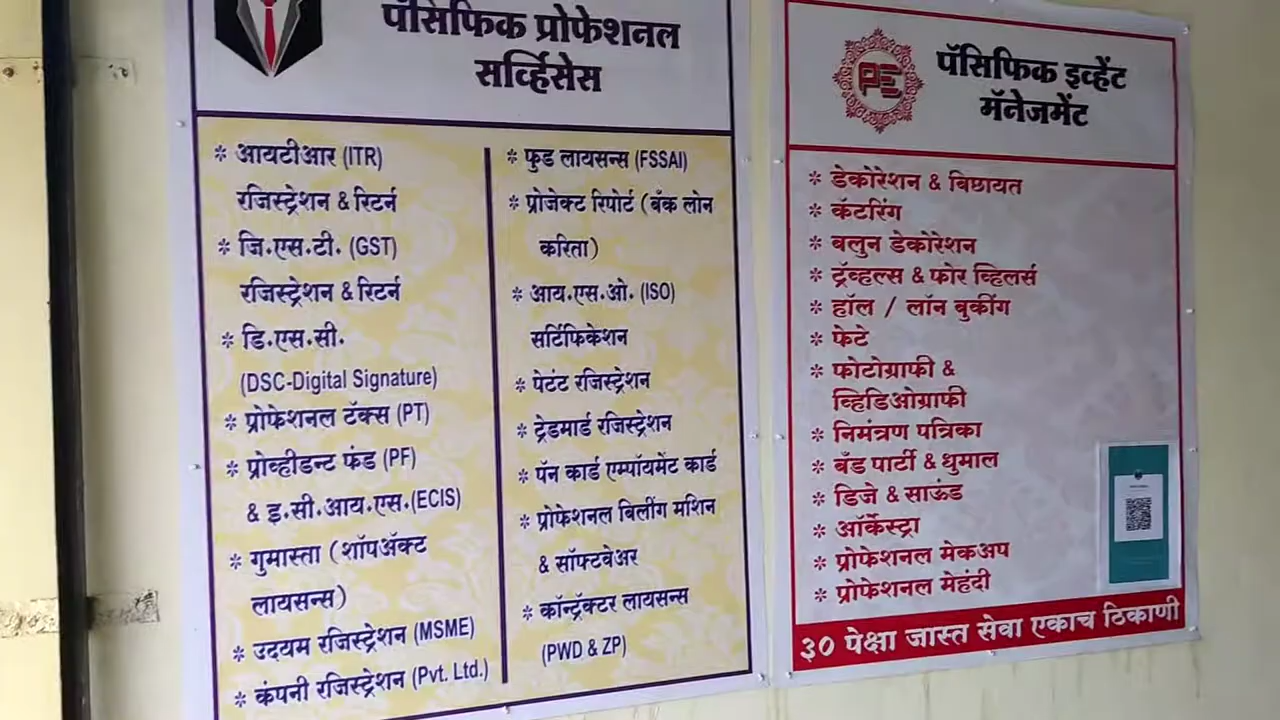 पॅसिफिक प्रोफेशनल
सर्व्हिसेस
* आयटीआर (ITR)
रजिस्ट्रेशन & रिटर्न
* जि.एस.टी. (GST)
रजिस्ट्रेशन & रिटर्न
* डि.एस.सी.
(DSC-Digital Signature)
* प्रोफेशनल टॅक्स (PT)
* प्रोव्हीडन्ट फंड (PF)
& इ.सी.आय.एस.(ECIS)
* गुमास्ता (शॉपअ‍ॅक्ट
लायसन्स)
* उदयम रजिस्ट्रेशन (MSME)
* कंपनी रजिस्ट्रेशन (Pvt. Ltd.)
* फुड लायसन्स (FSSAI)
* प्रोजेक्ट रिपोर्ट (बँक लोन
करिता)
* आय.एस.ओ. (ISO)
सर्टिफिकेशन
* पेटंट रजिस्ट्रेशन
* ट्रेडमार्ड रजिस्ट्रेशन
* पॅन कार्ड एम्पॉयमेंट कार्ड
* प्रोफेशनल बिलींग मशिन
& सॉफ्टवेअर
* कॉन्ट्रॅक्टर लायसन्स
(PWD & ZP)
PE
पॅसिफिक इव्हेंट
मॅनेजमेंट
* डेकोरेशन & बिछायत
* कॅटरिंग
* बलुन डेकोरेशन
* ट्रॅव्हल्स & फोर व्हिलर्स
* हॉल / लॉन बुकींग
* फेटे
* फोटोग्राफी &
व्हिडिओग्राफी
* निमंत्रण पत्रिका
* बँड पार्टी & धुमाल
* डिजे & साऊंड
* ऑर्केस्ट्रा
* प्रोफेशनल मेकअप
* प्रोफेशनल मेहंदी
३० पेक्षा जास्त सेवा एकाच ठिकाणी